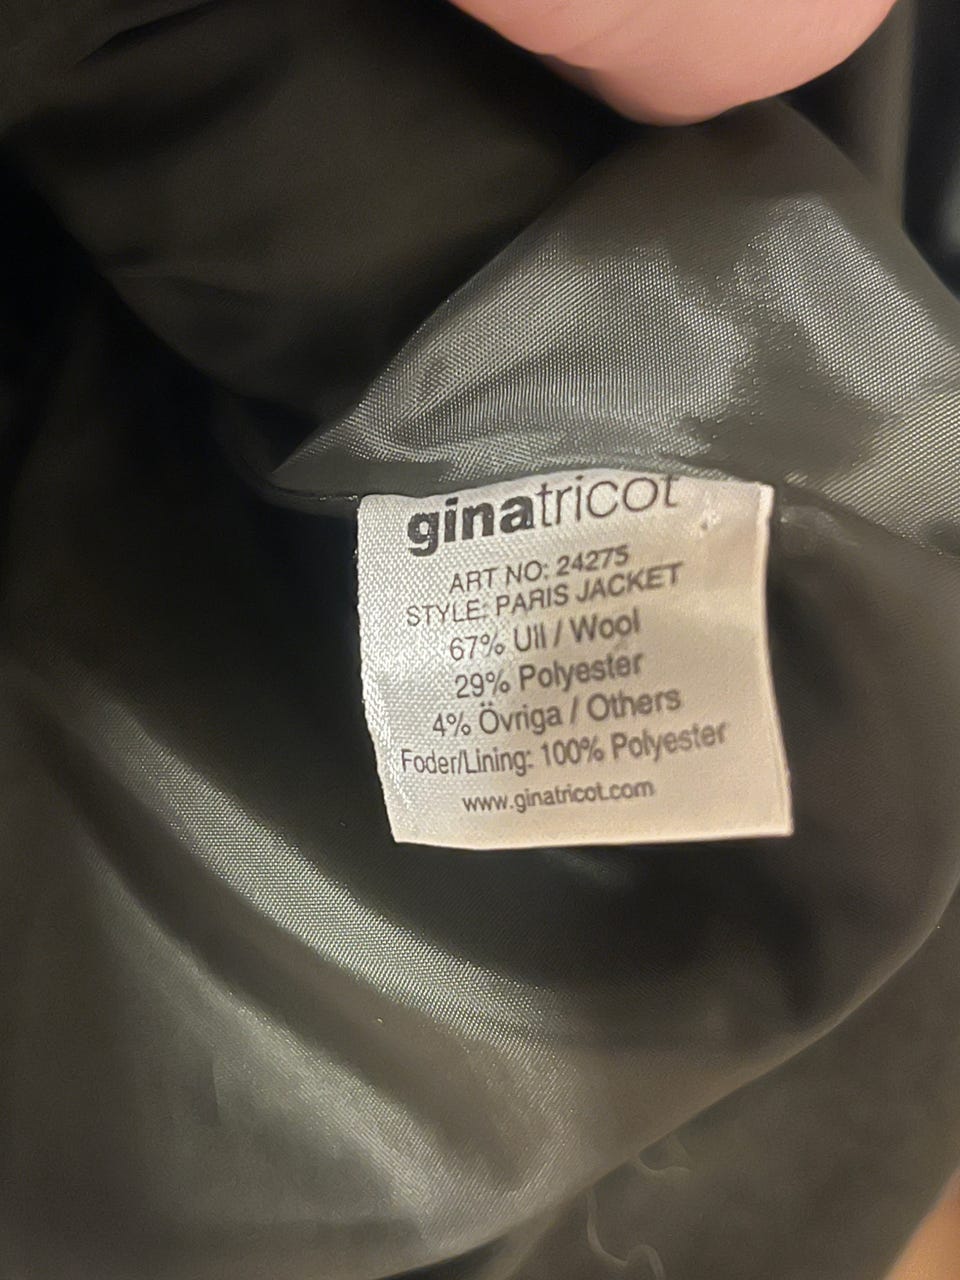 ginatricot
ART NO: 24275
STYLE: PARIS JACKET
67% Ull / Wool
29% Polyester
4% Övriga / Others
Foder/Lining: 100% Polyester
www.ginatricot.com